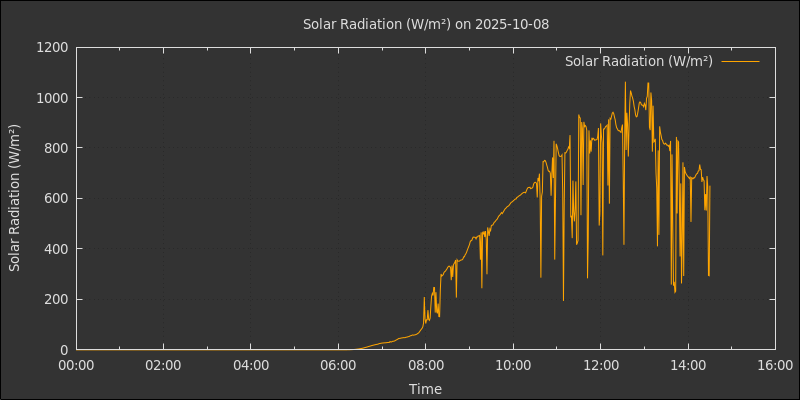 Solar Radiation (W/m²) on 2025-10-08
Solar Radiation (W/m²)
Solar Radiation (W/m²)
1200
1000
800
600
400
200
0
00:00 02:00 04:00 06:00 08:00 10:00 12:00 14:00 16:00
Time